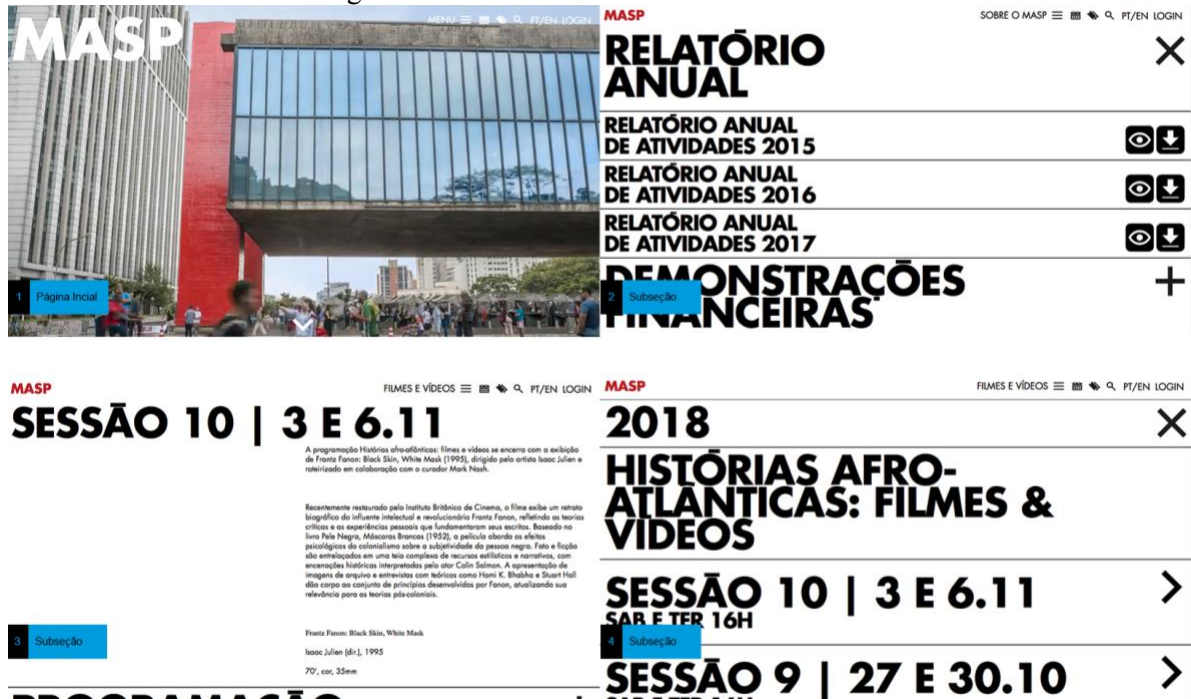 MASP
MENU PT/EN LOGIN
1 Página Incial
MASP
SOBRE O MASP PT/EN LOGIN
RELATÓRIO
ANUAL
RELATÓRIO ANUAL
DE ATIVIDADES 2015
RELATÓRIO ANUAL
DE ATIVIDADES 2016
RELATÓRIO ANUAL
DE ATIVIDADES 2017
DEMONSTRAÇÕES
FINANCEIRAS
2 Subseção
MASP
FILMES E VÍDEOS PT/EN LOGIN
SESSÃO 10 | 3 E 6.11
A programação Histórias afro-atlânticas: filmes e vídeos se encerra com a exibição
de Frantz Fanon: Black Skin, White Mask (1995), dirigido pelo artista Isaac Julien e
roteirizado em colaboração com o curador Mark Nash.
Recentemente restaurado pelo Instituto Britânico de Cinema, o filme exibe um retrato
biográfico do influente intelectual e revolucionário Frantz Fanon, refletindo as teorias
críticas e as experiências pessoais que fundamentaram seus escritos. Baseado no
livro Pele Negra, Máscaras Brancas (1952), a película aborda os efeitos
psicológicos do colonialismo sobre a subjetividade da pessoa negra. Fato e ficção
são entrelaçados em uma teia complexa de recursos estilísticos e narrativos, com
encenações históricas interpretadas pelo ator Colin Salmon. A apresentação de
imagens de arquivo e entrevistas com teóricos como Homi K. Bhabha e Stuart Hall
dão corpo ao conjunto de princípios desenvolvidos por Fanon, atualizando sua
relevância para as teorias pós-coloniais.
Frantz Fanon: Black Skin, White Mask
Isaac Julien (dir.), 1995
70', cor, 35mm
3 Subseção
PROGRAMAÇÃO
MASP
FILMES E VÍDEOS PT/EN LOGIN
2018
HISTÓRIAS AFRO-
ATLÂNTICAS: FILMES &
VÍDEOS
SESSÃO 10 | 3 E 6.11
SAB E TER 16H
4 Subseção
SESSÃO 9 | 27 E 30.10